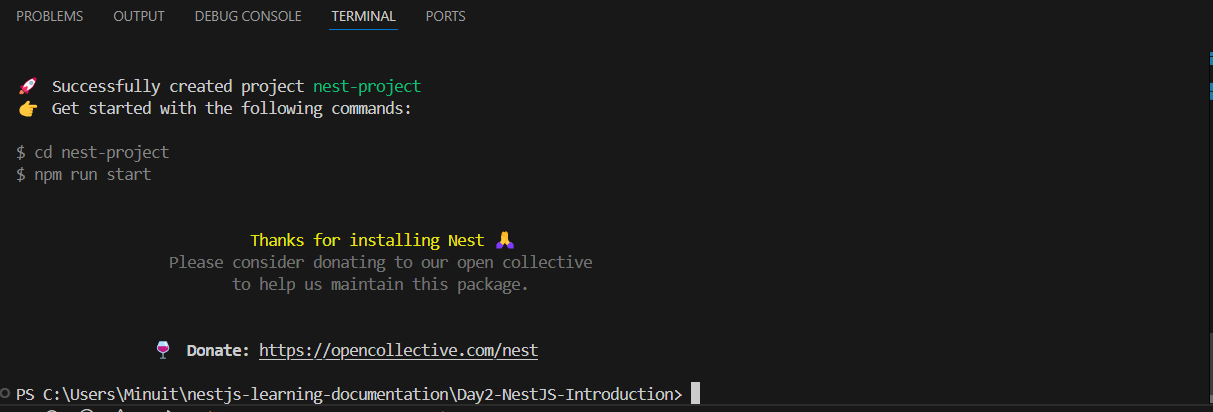 PROBLEMS OUTPUT DEBUG CONSOLE TERMINAL PORTS
🚀 Successfully created project nest-project
👉 Get started with the following commands:
$ cd nest-project
$ npm run start
Thanks for installing Nest 🙏
Please consider donating to our open collective
to help us maintain this package.
🍷 Donate: https://opencollective.com/nest
PS C:\Users\Minuit\nestjs-learning-documentation\Day2-NestJS-Introduction>